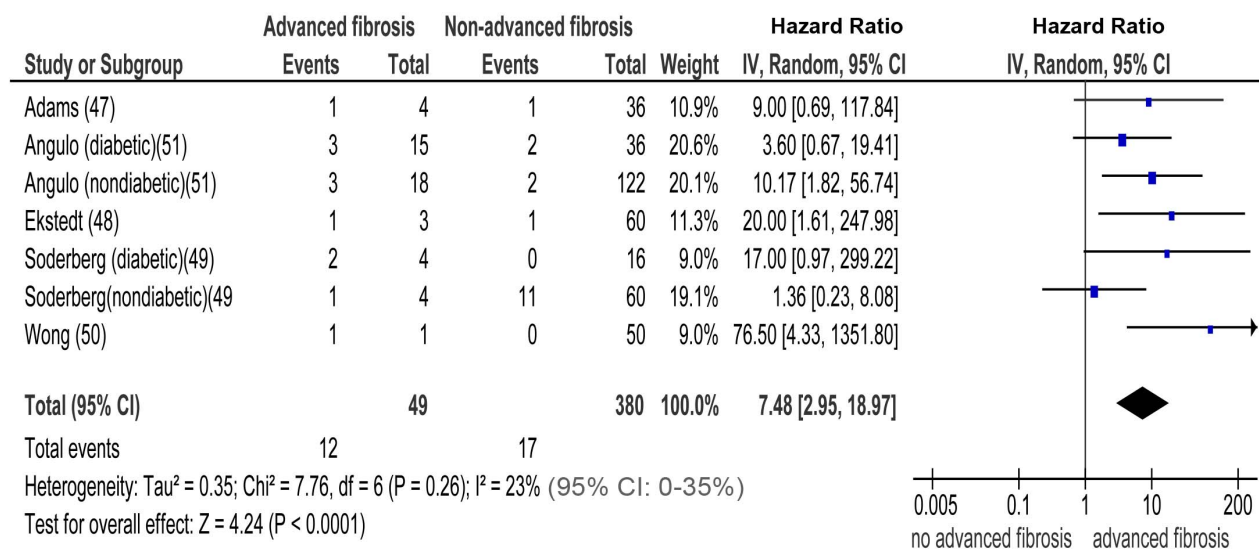 Advanced fibrosis Non-advanced fibrosis Hazard Ratio Hazard Ratio
Study or Subgroup Events Total Events Total Weight IV, Random, 95% CI IV, Random, 95% CI
Adams (47) 1 4 1 36 10.9% 9.00 [0.69, 117.84]
Angulo (diabetic)(51) 3 15 2 36 20.6% 3.60 [0.67, 19.41]
Angulo (nondiabetic)(51) 3 18 2 122 20.1% 10.17 [1.82, 56.74]
Ekstedt (48) 1 3 1 60 11.3% 20.00 [1.61, 247.98]
Soderberg (diabetic)(49) 2 4 0 16 9.0% 17.00 [0.97, 299.22]
Soderberg(nondiabetic)(49 1 4 11 60 19.1% 1.36 [0.23, 8.08]
Wong (50) 1 1 0 50 9.0% 76.50 [4.33, 1351.80]
Total (95% CI) 49 380 100.0% 7.48 [2.95, 18.97]
Total events 12 17
Heterogeneity: Tau² = 0.35; Chi² = 7.76, df = 6 (P = 0.26); I² = 23% (95% CI: 0-35%)
Test for overall effect: Z = 4.24 (P < 0.0001)
0.005 0.1 1 10 200
no advanced fibrosis advanced fibrosis